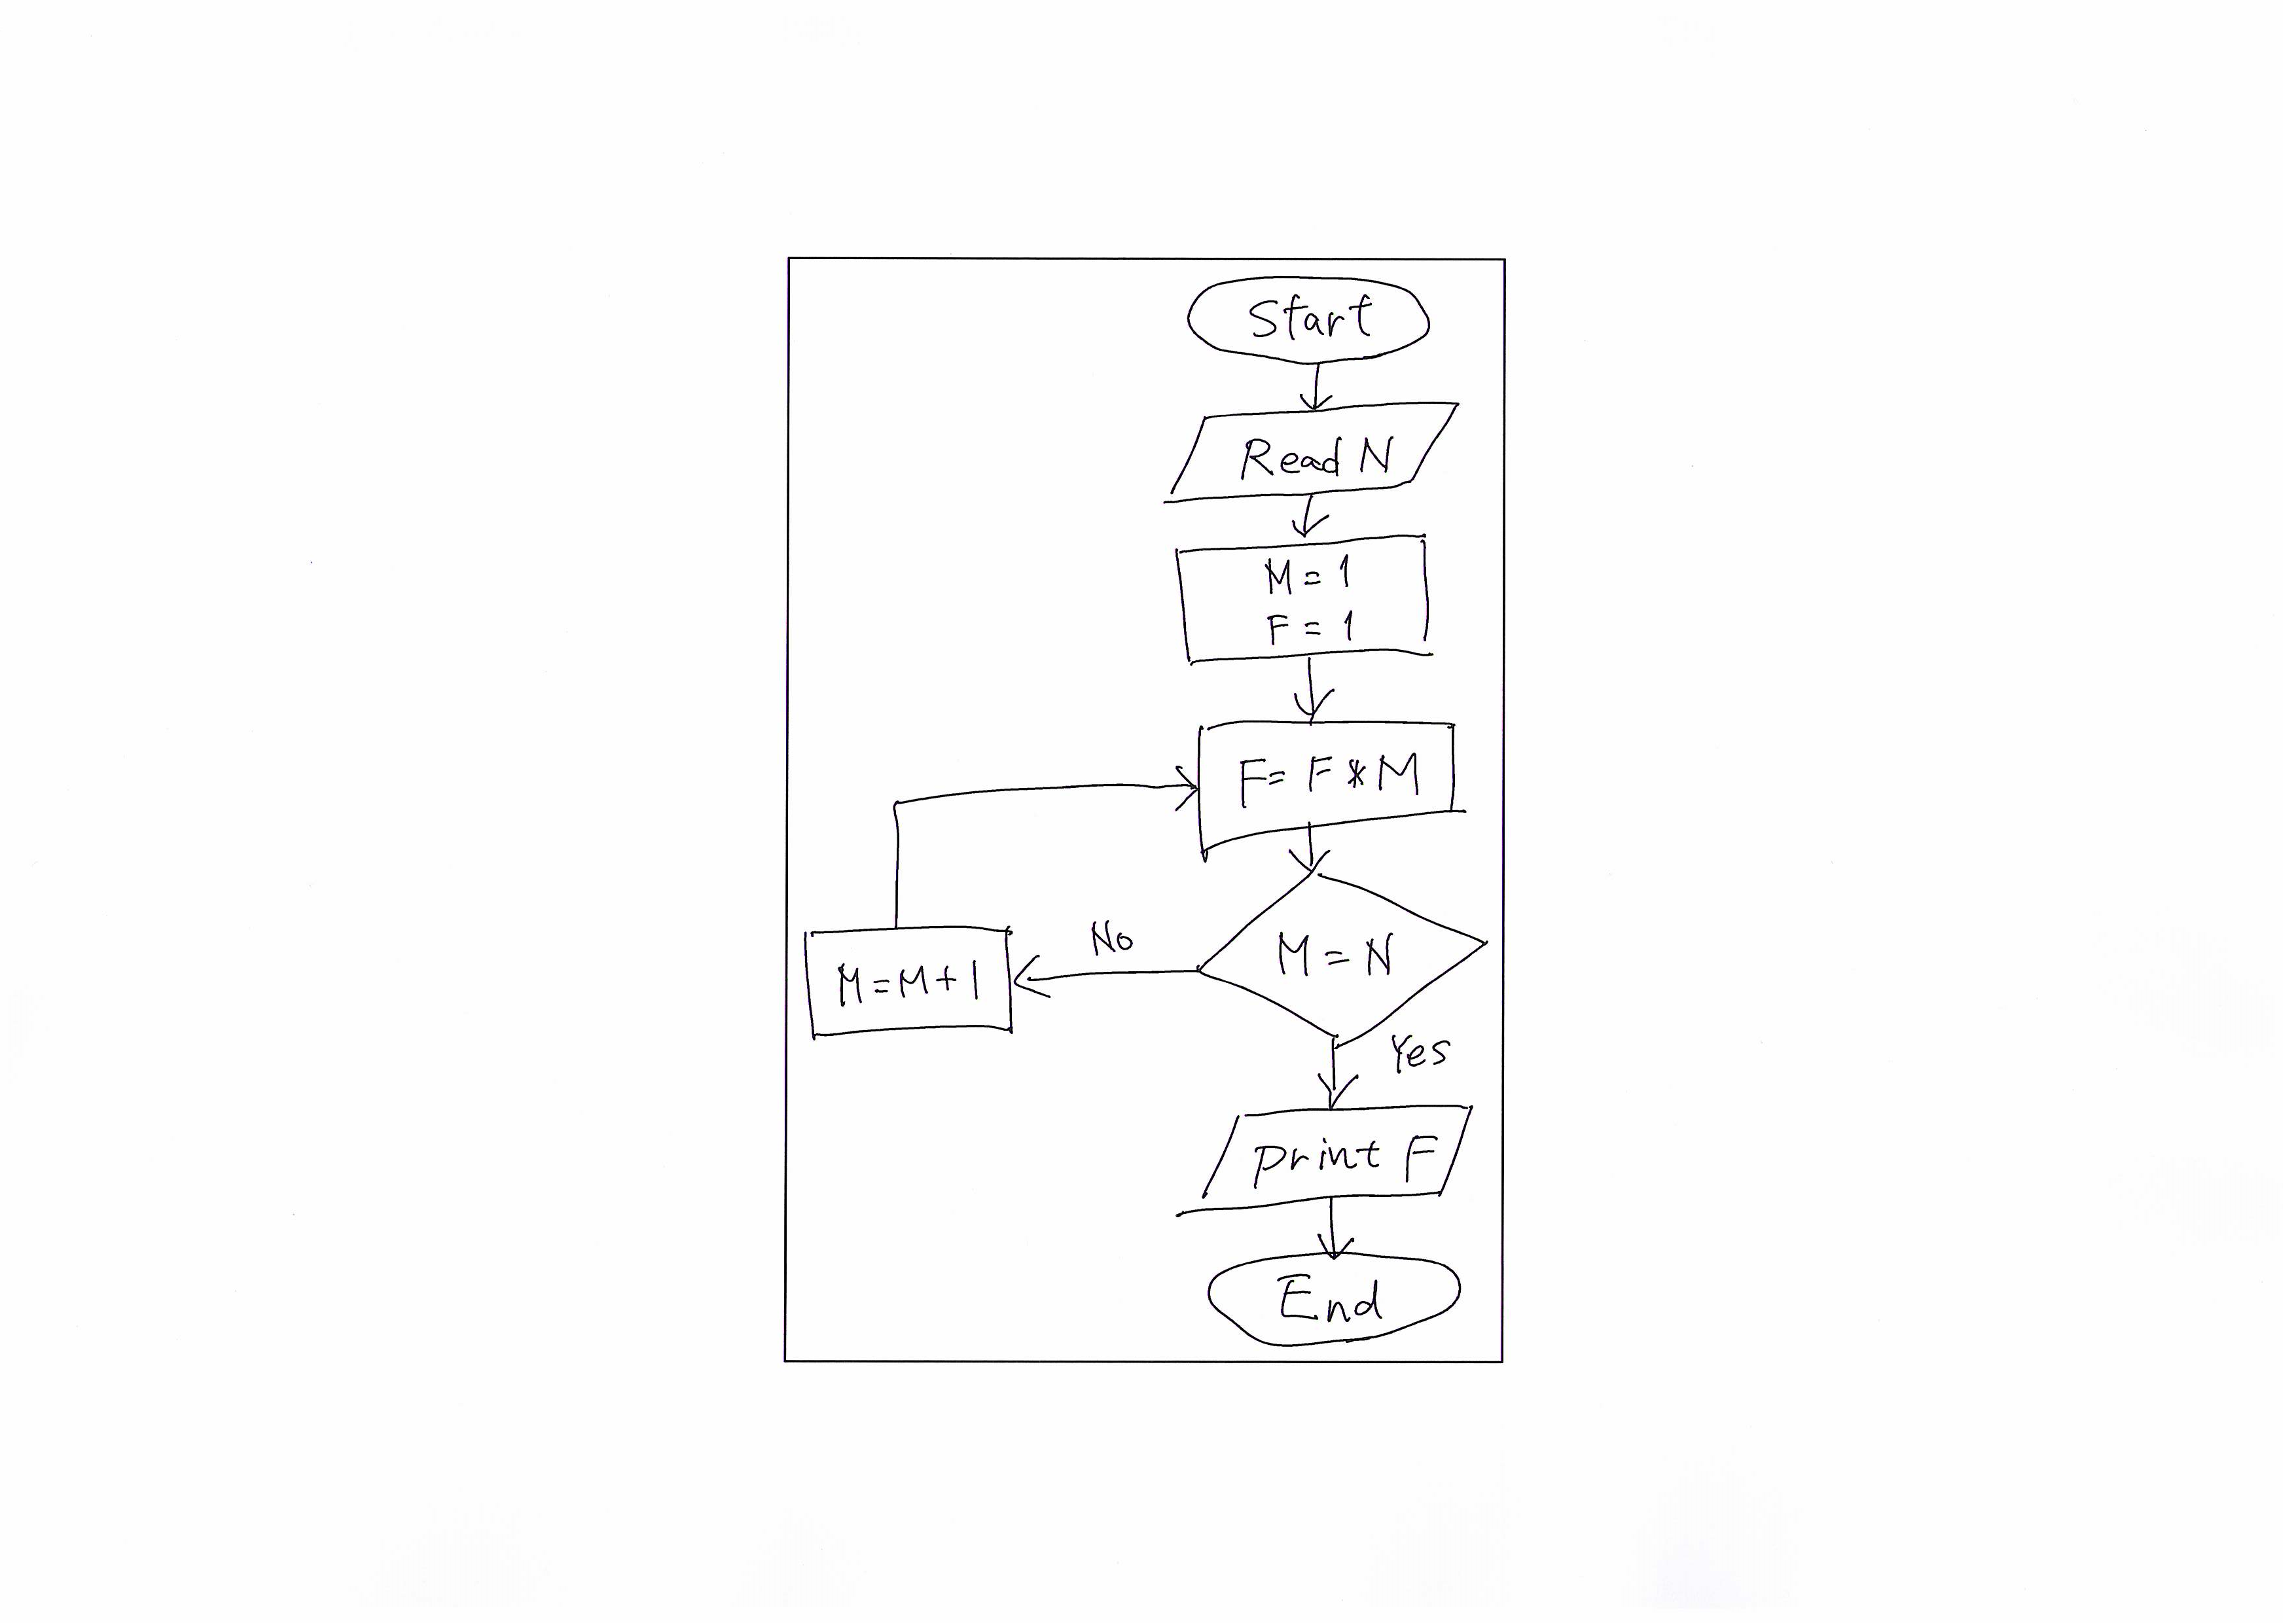 Start
Read N
M = 1
F = 1
F = F * M
M = N
No
M = M + 1
Yes
print F
End